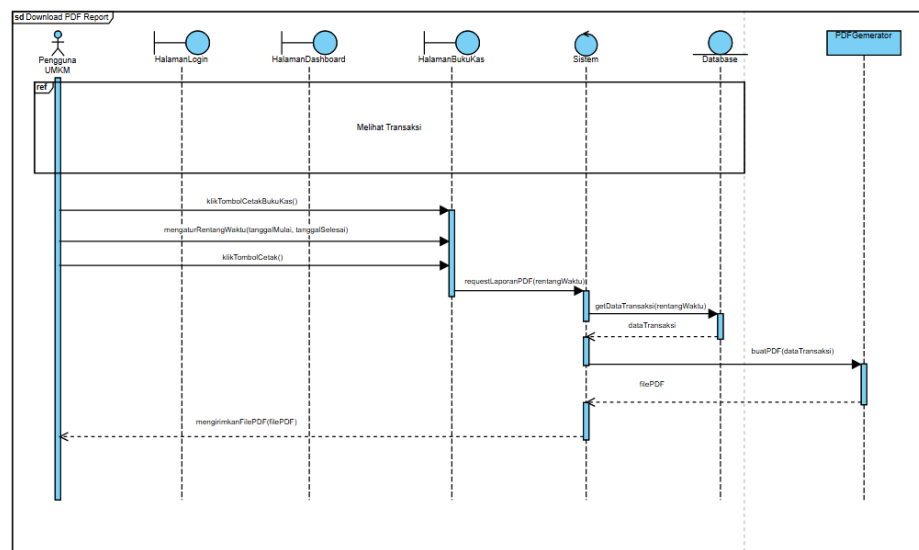 sd Download PDF Report
Pengguna
UMKM
HalamanLogin
HalamanDashboard
HalamanBukuKas
Sistem
Database
PDFGemerator
ref
Melihat Transaksi
klikTombolCetakBukuKas()
mengaturRentangWaktu(tanggalMulai, tanggalSelesai)
klikTombolCetak()
requestLaporanPDF(rentangWaktu)
getDataTransaksi(rentangWaktu)
dataTransaksi
buatPDF(dataTransaksi)
filePDF
mengirimkanFilePDF(filePDF)